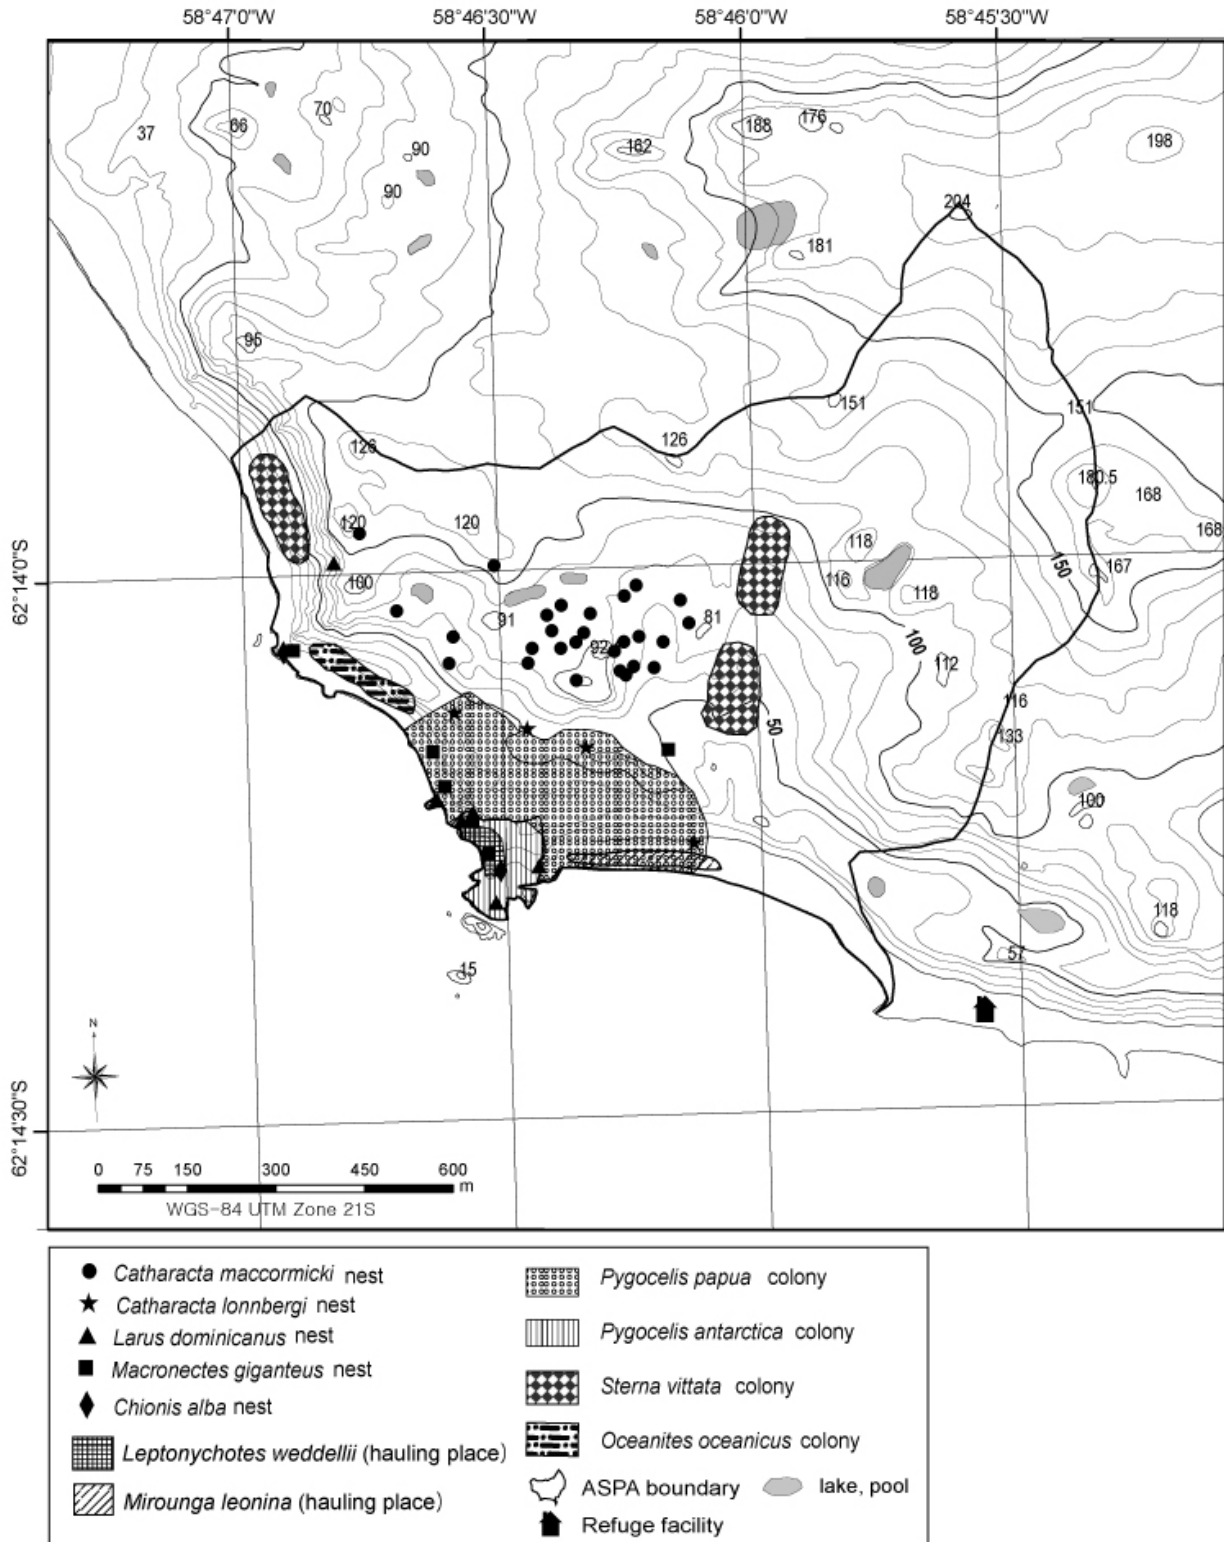 58°47'0"W 58°46'30"W 58°46'0"W 58°45'30"W
70
66
37
176
188
162
198
90
90
204
181
95
151
151
126
126
180.5
168
168
120
120
118
62°14'0"S
100
116
167
150
118
91
81
92
100
112
116
50
133
100
118
57
15
N
62°14'30"S
0 75 150 300 450 600
m
WGS-84 UTM Zone 21S
Catharacta maccormicki nest
Catharacta lonnbergi nest
Larus dominicanus nest
Macronectes giganteus nest
Chionis alba nest
Leptonychotes weddellii (hauling place)
Mirounga leonina (hauling place)
Pygocelis papua colony
Pygocelis antarctica colony
Sterna vittata colony
Oceanites oceanicus colony
ASPA boundary
lake, pool
Refuge facility